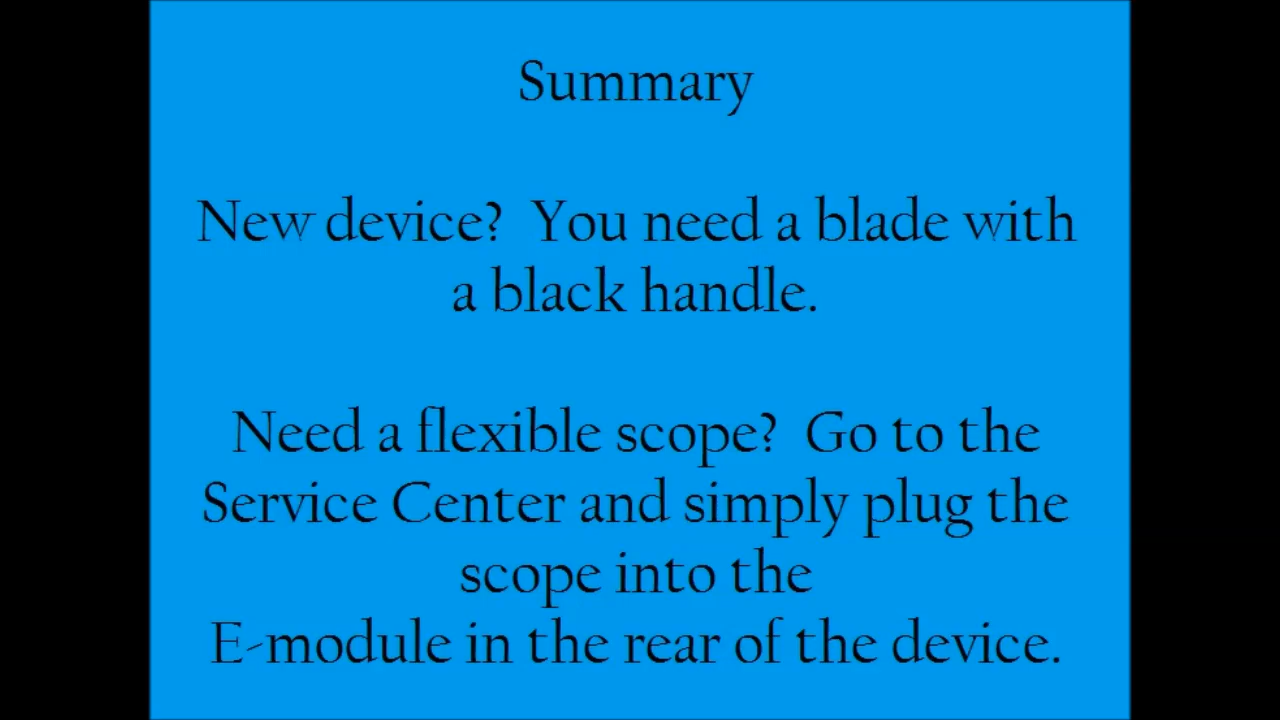 Summary
New device?  You need a blade with
a black handle.
Need a flexible scope?  Go to the
Service Center and simply plug the
scope into the
E-module in the rear of the device.